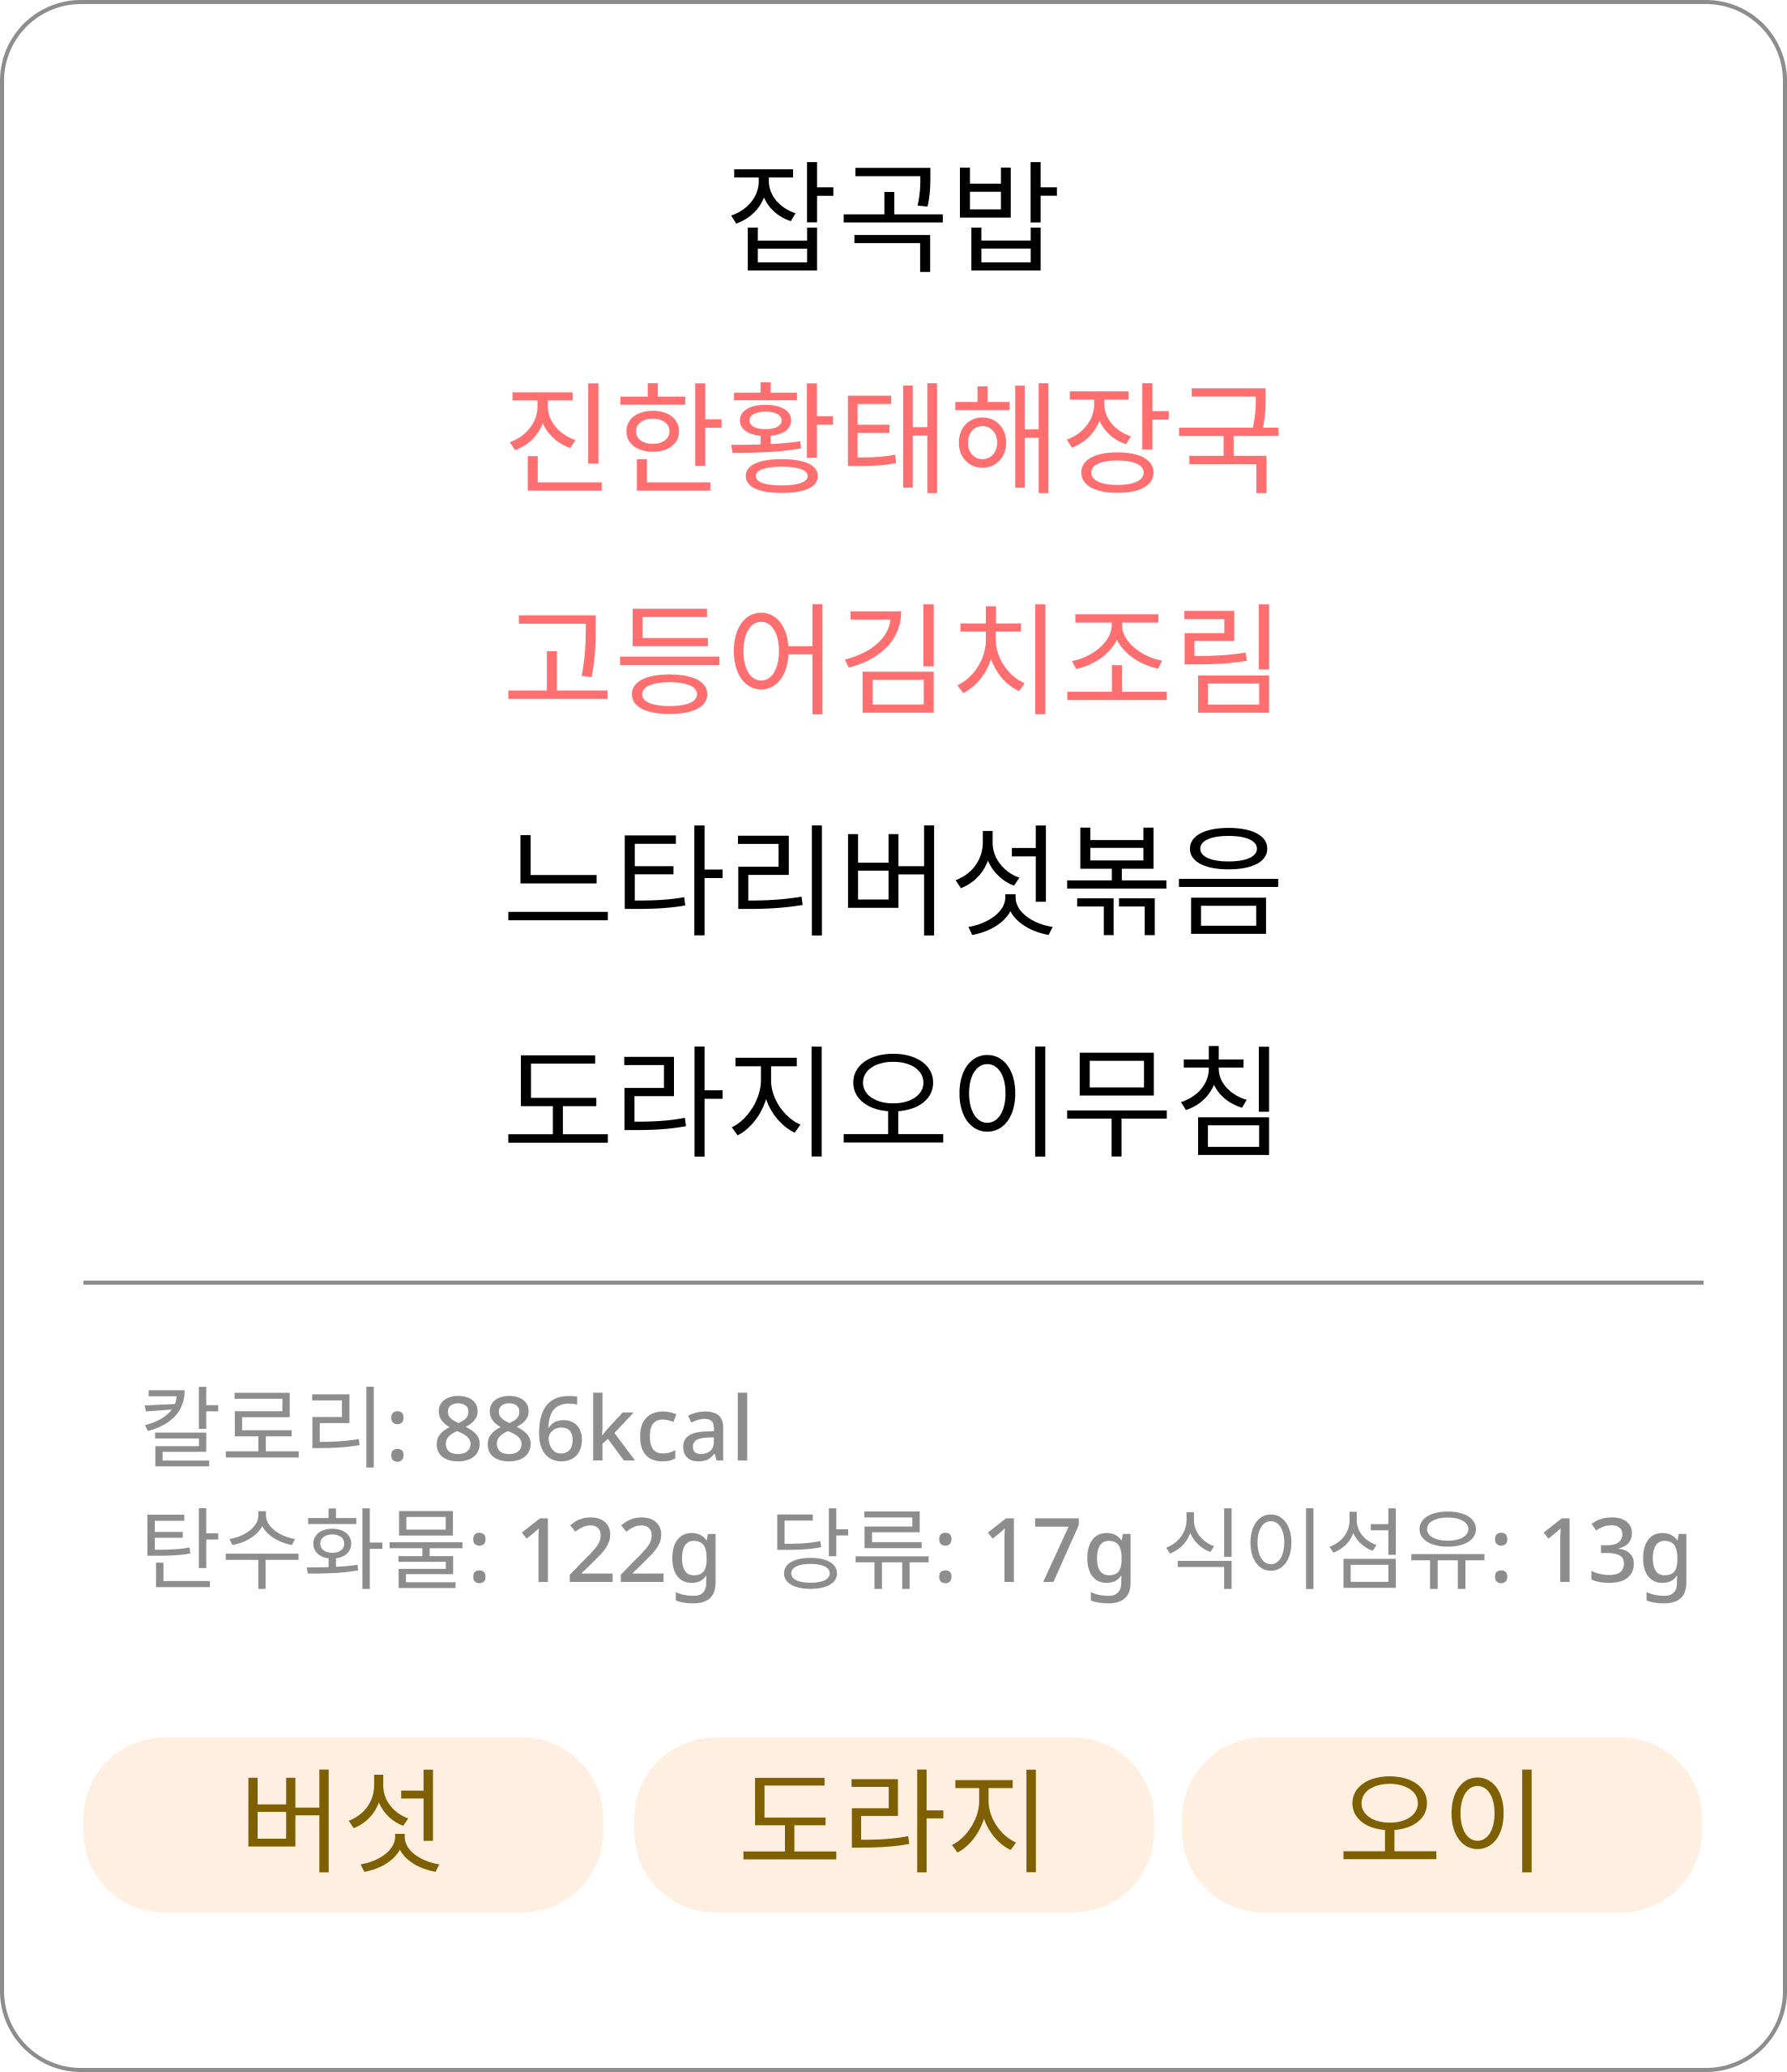 잡곡밥
진한황태해장국
고등어김치조림
느타리버섯볶음
도라지오이무침
칼로리: 886kcal
탄수화물: 122g 당류: 17g 식이섬유: 13g
버섯 도라지 오이